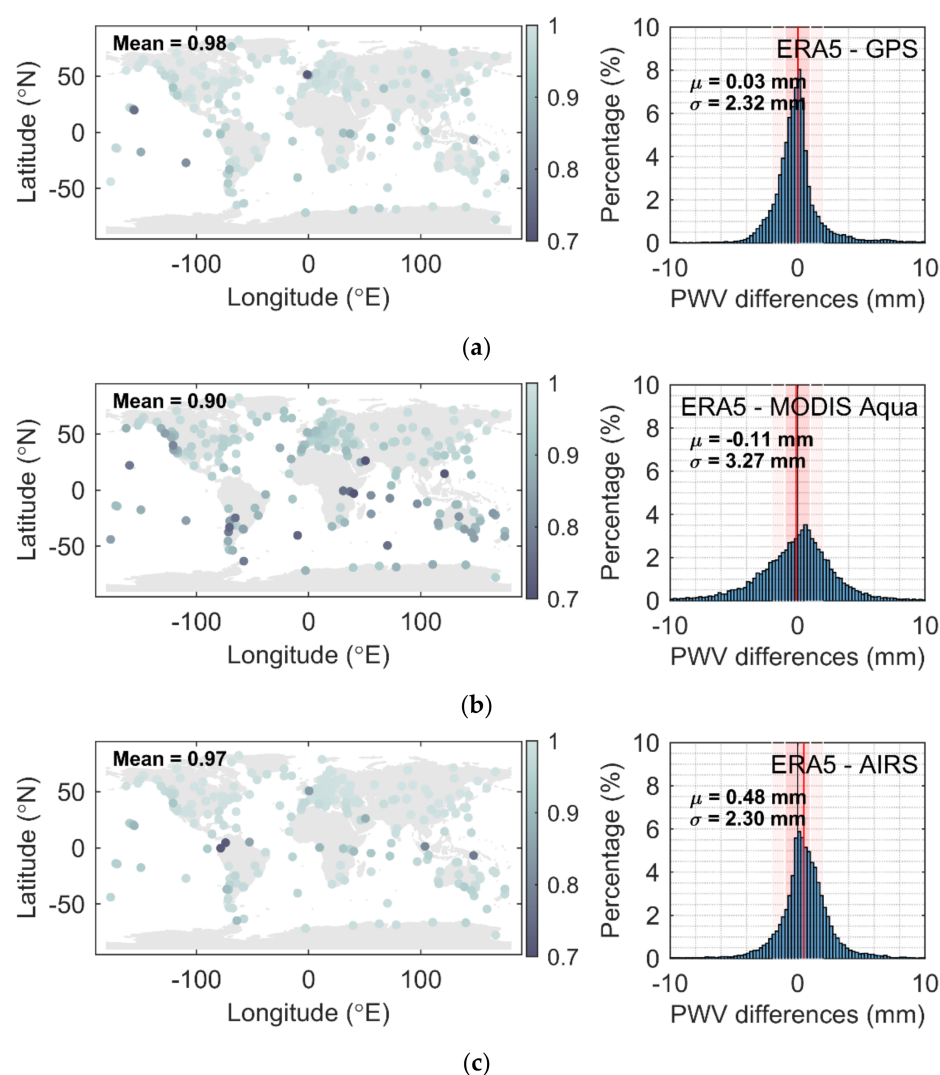 Mean = 0.98
50
0
-50
Latitude (°N)
-100
0
100
Longitude (°E)
1
0.9
0.8
0.7
ERA5 - GPS
μ = 0.03 mm
σ = 2.32 mm
10
8
6
4
2
0
Percentage (%)
-10
0
10
PWV differences (mm)
(a)
Mean = 0.90
50
0
-50
Latitude (°N)
-100
0
100
Longitude (°E)
1
0.9
0.8
0.7
ERA5 - MODIS Aqua
μ = -0.11 mm
σ = 3.27 mm
10
8
6
4
2
0
Percentage (%)
-10
0
10
PWV differences (mm)
(b)
Mean = 0.97
50
0
-50
Latitude (°N)
-100
0
100
Longitude (°E)
1
0.9
0.8
0.7
ERA5 - AIRS
μ = 0.48 mm
σ = 2.30 mm
10
8
6
4
2
0
Percentage (%)
-10
0
10
PWV differences (mm)
(c)